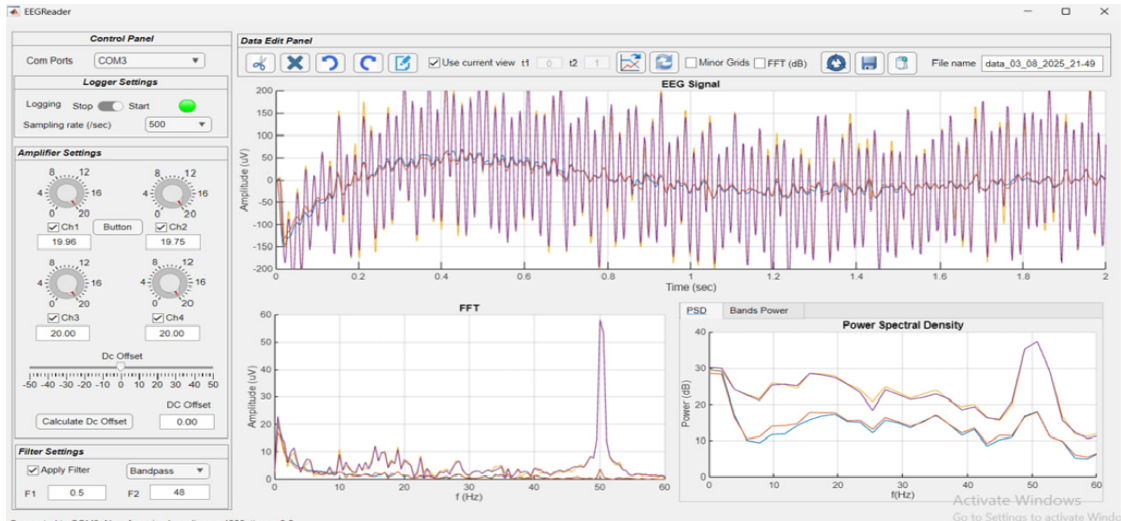 EEGReader
Control Panel
Com Ports COM3
Logger Settings
Logging Stop Start
Sampling rate (/sec) 500
Amplifier Settings
8 12 8 12
4 16 4 16
0 20 0 20
Ch1 Button Ch2
19.96 19.75
8 12 8 12
4 16 4 16
0 20 0 20
Ch3 Ch4
20.00 20.00
Dc Offset
-50 -40 -30 -20 -10 0 10 20 30 40 50
DC Offset
Calculate Dc Offset 0.00
Filter Settings
Apply Filter Bandpass
F1 0.5 F2 48
Data Edit Panel
Use current view t1 0 t2 1 Minor Grids FFT (dB) File name data_03_08_2025_21-49
EEG Signal
Amplitude (uV)
200
150
100
50
0
-50
-100
-150
-200
0 0.2 0.4 0.6 0.8 1 1.2 1.4 1.6 1.8 2
Time (sec)
FFT
Amplitude (uV)
60
50
40
30
20
10
0
0 10 20 30 40 50 60
f (Hz)
PSD Bands Power
Power Spectral Density
Power (dB)
40
30
20
10
0
0 10 20 30 40 50 60
f(Hz)
Activate Windows
Go to Settings to activate Windo